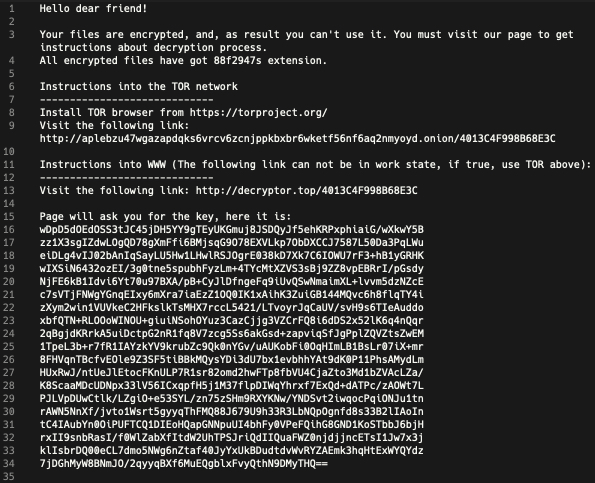 1 Hello dear friend!
2
3 Your files are encrypted, and, as result you can't use it. You must visit our page to get
instructions about decryption process.
4 All encrypted files have got 88f2947s extension.
5
6 Instructions into the TOR network
7 -----------------------------
8 Install TOR browser from https://torproject.org/
9 Visit the following link:
http://aplebzu47wgazapdqks6vrcv6zcnjppkbxbr6wketf56nf6aq2nmyoyd.onion/4013C4F998B68E3C
10
11 Instructions into WWW (The following link can not be in work state, if true, use TOR above):
12 -----------------------------
13 Visit the following link: http://decryptor.top/4013C4F998B68E3C
14
15 Page will ask you for the key, here it is:
16 wDpD5dOEdOSS3tJC45jDH5YY9gTEyUKGmuj8JSDQyJf5ehKRPxphiaiG/wXkwY5B
17 zz1X3sgIZdwLOgQD78gXmFfi6BMjsqG9O78EXVLkp7ObDXCCJ7587L50Da3PqLWu
18 eiDLg4vIJ02bAnIqSayLU5Hw1LHwlRSJOgrE038kD7Xk7C6IOWU7rF3+hB1yGRHK
19 wIXSiN6432ozEI/3g0tne5spubhFyzLm+4TYcMtXZVS3sBj9ZZ8vpEBRrI/pGsdy
20 NjFE6kB1Idvi6Yt70u97BXA/pB+CyJlDfngeFq9iUvQSwNmaimXL+lvvm5dzNZcE
21 c7sVTjFNWgYGnqEIxy6mXra7iaEzZ1OQ0IK1xAihK3ZuiGB144MQvc6h8flqTY4i
22 zXym2win1VUVkeC2HFkslkTsMHX7rccL5421/LTvoyrJqCaUV/svH9s6TIeAuddo
23 xbfQTN+RLOOoWINOU+giuiNSohOYuz3CazCjjg3VZCrFQ8i6dDS2x52lK6q4nQqr
24 2qBgjdKRrkA5uiDctpG2nR1fq8V7zcg5Ss6akGsd+zapviqSfJgPplZQVZtsZwEM
25 1TpeL3b+r7fR1IAYzkYV9krubZc9Qk0nYGv/uAUKobFi0OqHImLB1BsLr07iX+mr
26 8FHVqnTBcfvEOle9Z3SF5tiBBkMQysYDi3dU7bx1evbhhYAt9dK0P11PhsAMydLm
27 HUxRwJ/ntUeJlEtocFKnULP7R1sr82omd2hwFTp8fbVU4CjaZto3Md1bZVAcLZa/
28 K8ScaaMDcUDNpx33lV56ICxqpfH5j1M37flpDIWqYhrxf7ExQd+dATPc/zAOWt7L
29 PJLVpDUwCtlk/LZgiO+e53SYL/zn75zSHm9RXYKNw/YNDSvt2iwqocPqiONJu1tn
30 rAWN5NnXf/jvto1Wsrt5gyyqThFMQ88J679U9h33R3LbNQpOgnfd8s33B2lIAoIn
31 tC4IAubYn0OiPUFTCQ1DIEoHQapGNNpuUI4bhFy0VPeFQihG8GND1KoSTbbJ6bjH
32 rxII9snbRasI/f0WlZabXfItdW2UhTPSJriQdIIQuaFWZ0njdjjncETsI1Jw7x3j
33 klIsbrDQ00eCL7dmo5NWg6nZtaf40JyYxUkBDudtdvWvRYZAEmk3hqHtExWYQYdz
34 7jDGhMyW8BNmJO/2qyyqBXf6MuEQgblxFvyQthN9DMyTHQ==
35